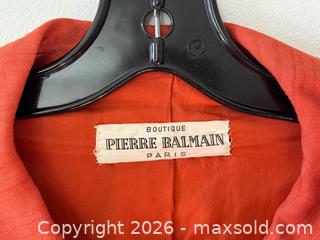 BOUTIQUE
PIERRE BALMAIN
PARIS
Copyright 2026 - maxsold.com